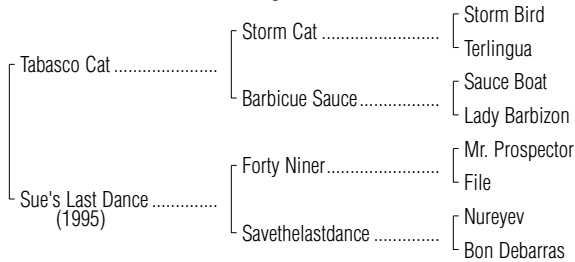 Storm Bird
Storm Cat ........................
Terlingua
Tabasco Cat .....................
Sauce Boat
Barbicue Sauce................
Lady Barbizon
Mr. Prospector
Forty Niner.......................
File
Sue's Last Dance .............
(1995)
Nureyev
Savethelastdance .............
Bon Debarras